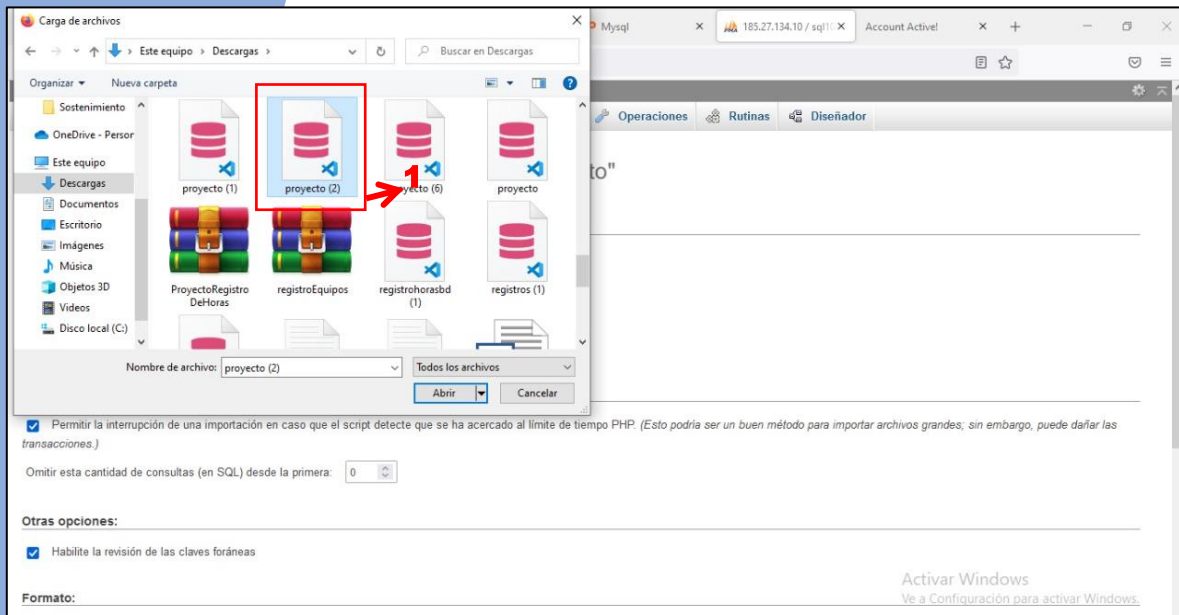 Carga de archivos
Mysql
185.27.134.10 / sql10
Account Active!
Este equipo > Descargas >
Buscar en Descargas
Organizar
Nueva carpeta
Sostenimiento
OneDrive - Person
Este equipo
Descargas
Documentos
Escritorio
Imágenes
Música
Objetos 3D
Videos
Disco local (C:)
proyecto (1)
proyecto (2)
proyecto (6)
proyecto
1
ProyectoRegistro
DeHoras
registroEquipos
registrohorasbd
(1)
registros (1)
Nombre de archivo: proyecto (2)
Todos los archivos
Abrir
Cancelar
Operaciones
Rutinas
Diseñador
to"
Permitir la interrupción de una importación en caso que el script detecte que se ha acercado al límite de tiempo PHP. (Esto podría ser un buen método para importar archivos grandes; sin embargo, puede dañar las
transacciones.)
Omitir esta cantidad de consultas (en SQL) desde la primera: 0
Otras opciones:
Habilite la revisión de las claves foráneas
Formato:
Activar Windows
Ve a Configuración para activar Windows.